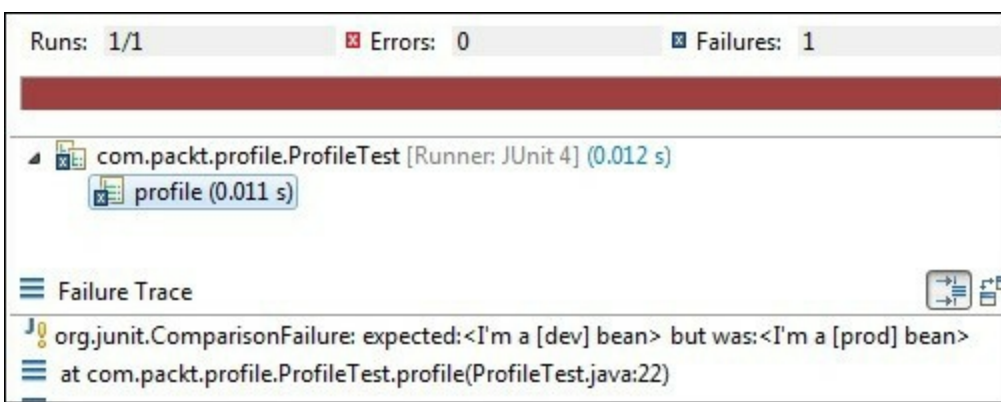 Runs: 1/1 Errors: 0 Failures: 1
com.packt.profile.ProfileTest [Runner: JUnit 4] (0.012 s)
profile (0.011 s)
Failure Trace
org.junit.ComparisonFailure: expected:<I'm a [dev] bean> but was:<I'm a [prod] bean>
at com.packt.profile.ProfileTest.profile(ProfileTest.java:22)